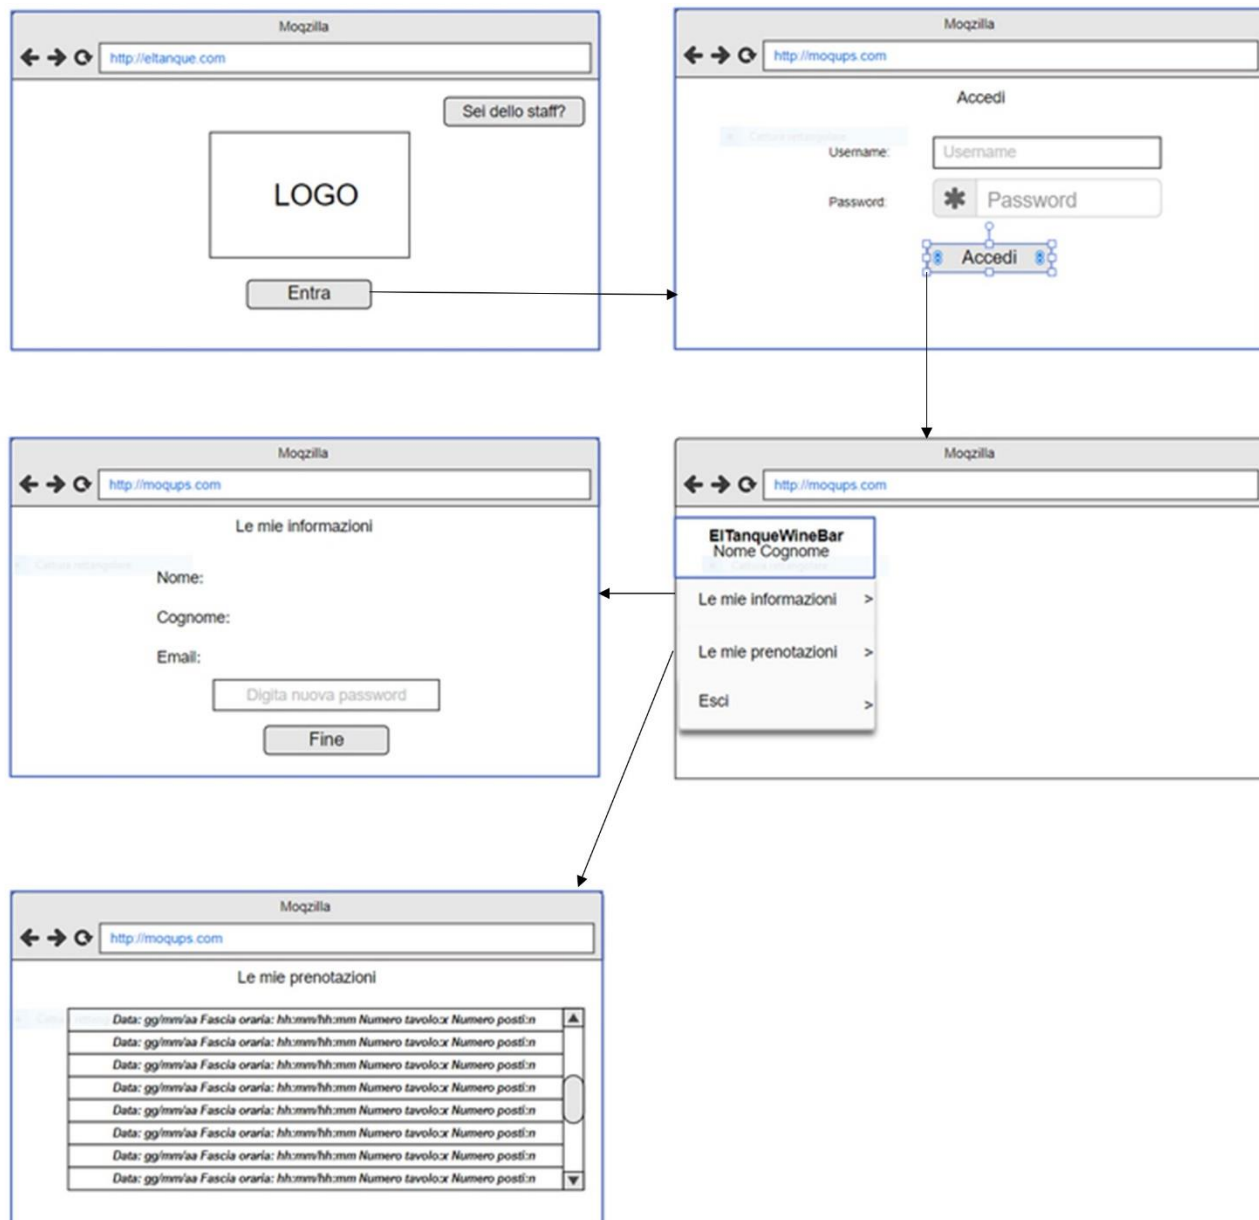 Moqzilla
http://eltanque.com
Sei dello staff?
LOGO
Entra
Moqzilla
http://moqups.com
Accedi
Username:
Username
Password:
Password
Accedi
Moqzilla
http://moqups.com
Le mie informazioni
Nome:
Cognome:
Email:
Digita nuova password
Fine
Moqzilla
http://moqups.com
ElTanqueWineBar
Nome Cognome
Le mie informazioni >
Le mie prenotazioni >
Esci >
Moqzilla
http://moqups.com
Le mie prenotazioni
Data: gg/mm/aa Fascia oraria: hh:mm/hh:mm Numero tavolo:x Numero posti:n
Data: gg/mm/aa Fascia oraria: hh:mm/hh:mm Numero tavolo:x Numero posti:n
Data: gg/mm/aa Fascia oraria: hh:mm/hh:mm Numero tavolo:x Numero posti:n
Data: gg/mm/aa Fascia oraria: hh:mm/hh:mm Numero tavolo:x Numero posti:n
Data: gg/mm/aa Fascia oraria: hh:mm/hh:mm Numero tavolo:x Numero posti:n
Data: gg/mm/aa Fascia oraria: hh:mm/hh:mm Numero tavolo:x Numero posti:n
Data: gg/mm/aa Fascia oraria: hh:mm/hh:mm Numero tavolo:x Numero posti:n
Data: gg/mm/aa Fascia oraria: hh:mm/hh:mm Numero tavolo:x Numero posti:n